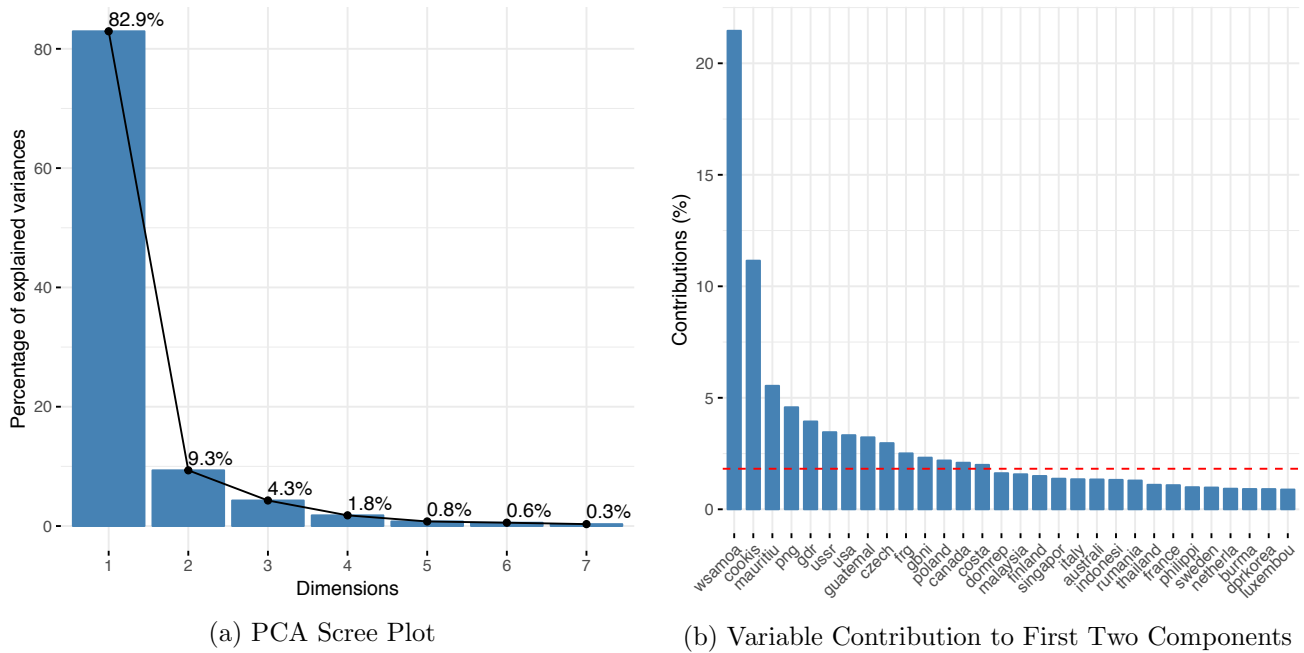 82.9%
9.3%
4.3%
1.8%
0.8%
0.6%
0.3%
80
60
40
20
0
Percentage of explained variances
1 2 3 4 5 6 7
Dimensions
(a) PCA Scree Plot
20
15
10
5
0
Contributions (%)
wsamoa
cookis
mauritiu
png
gdr
ussr
usa
guatemal
czech
frg
gbni
poland
canada
costa
domrep
malaysia
finland
singapor
italy
australi
indonesi
rumania
thailand
france
philippi
sweden
netherla
burma
dprkorea
luxembou
(b) Variable Contribution to First Two Components